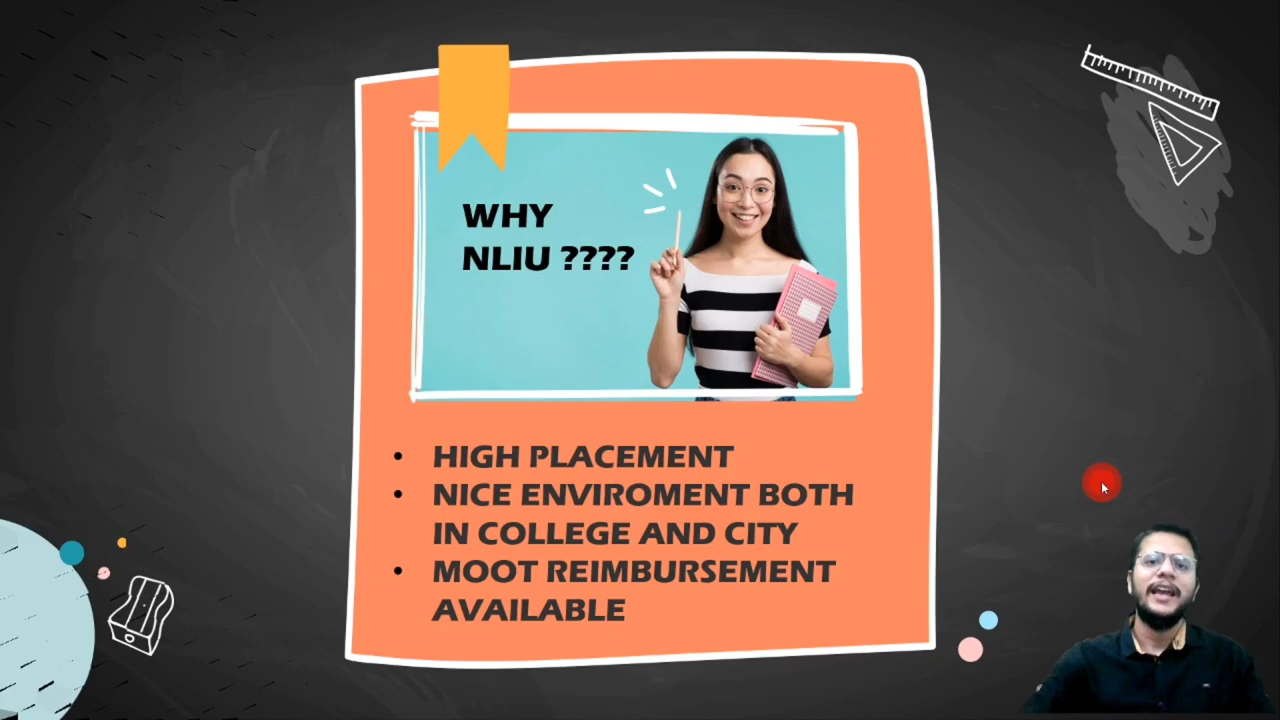 WHY
NLIU ????
• HIGH PLACEMENT
• NICE ENVIROMENT BOTH
IN COLLEGE AND CITY
• MOOT REIMBURSEMENT
AVAILABLE